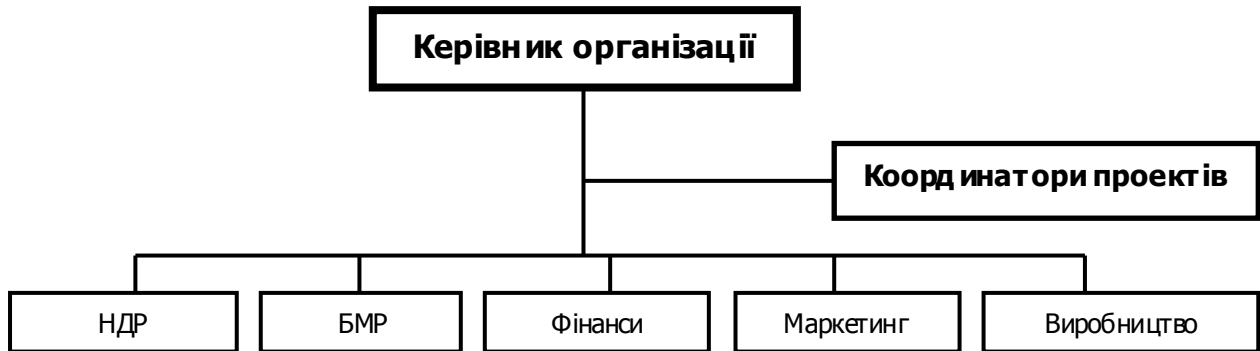 Керівник організації
Координатори проектів
НДР
БМР
Фінанси
Маркетинг
Виробництво